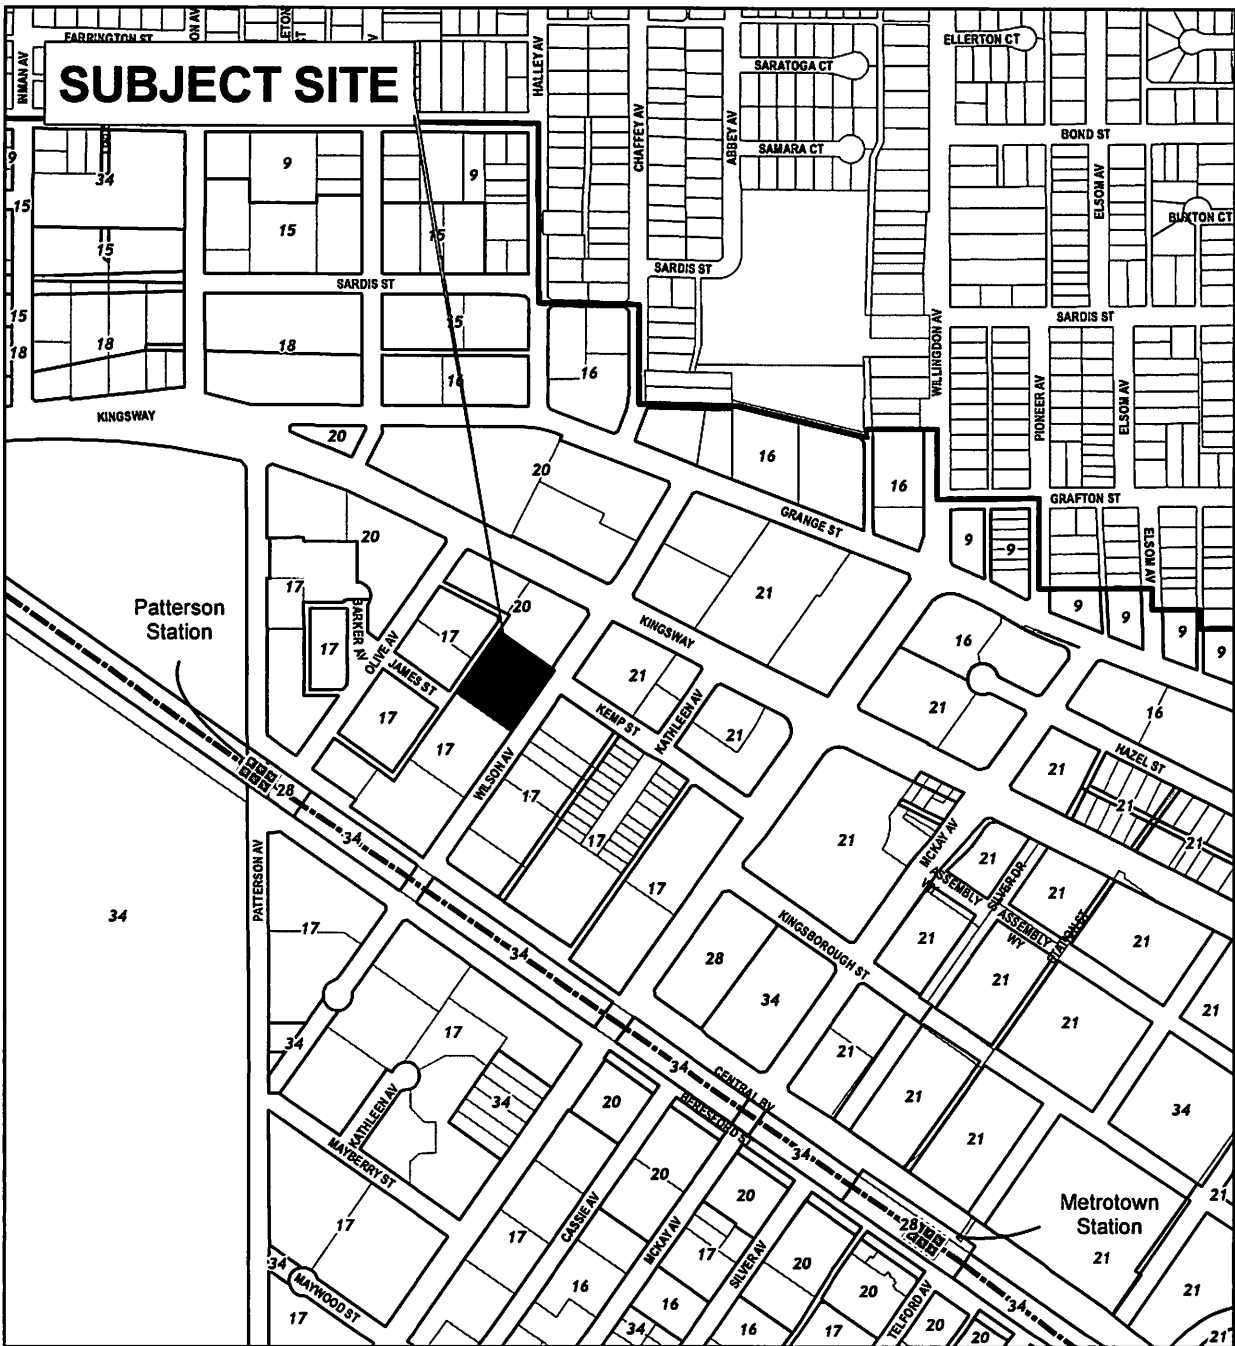 FARRINGTON ST
INMAN AV
HALLEY AV
SUBJECT SITE
CHAFFEY AV
ABBEY AV
SARATOGA CT
SAMARA CT
ELLERTON CT
BOND ST
ELSOM AV
BUXTON CT
9
34
9
9
15
15
15
15
SARDIS ST
SARDIS ST
SARDIS ST
15
18
18
18
15
16
16
KINGSWAY
WILLINGDON AV
PIONEER AV
ELSOM AV
20
20
16
16
GRAFTON ST
GRANGE ST
ELSOM AV
20
9
9
9
9
9
9
Patterson
Station
17
17
BARKER AV
OLIVE AV
JAMES ST
17
20
21
KINGSWAY
16
21
17
17
WILSON AV
21
KEMP ST
KATHLEEN AV
21
16
HAZEL ST
21
21
21
28
34
17
17
17
21
MCKAY AV
ASSEMBLY
WY
SILVER DR
21
21
ASSEMBLY
WY
STATION ST
21
PATTERSON AV
34
17
34
28
34
KINGSBOROUGH ST
21
21
21
21
34
17
34
KATHLEEN AV
34
MAYBERRY ST
20
34
CENTRAL BV
BERESFORD ST
21
21
21
34
34
17
34
MAYWOOD ST
17
17
CASSIE AV
20
MCKAY AV
16
17
20
SILVER AV
16
34
16
20
17
20
TELFORD AV
20
20
28
34
Metrotown
Station
21
21
21
21